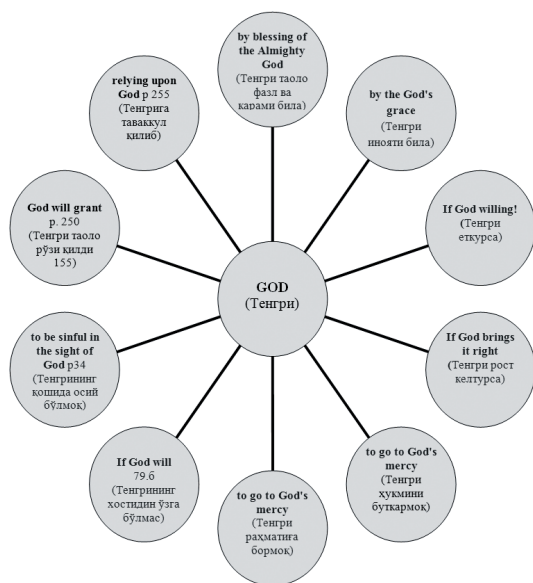 by blessing of
the Almighty
God
(Тенгри таоло
фазл ва
карами била)
by the God's
grace
(Тенгри
инояти била)
If God willing!
(Тенгри
еткурса)
If God brings
it right
(Тенгри рост
келтурса)
to go to God's
mercy
(Тенгри
ҳукмини
буткармоқ)
to go to God's
mercy
(Тенгри
раҳматиға
бормоқ)
If God will
79.б
(Тенгрининг
хостидин ўзга
бўлмас)
to be sinful in
the sight of
God p34
(Тенгрининг
қошида осий
бўлмоқ)
God will grant
p. 250
(Тенгри таоло
рўзи қилди
155)
relying upon
God p 255
(Тенгрига
таваккул
қилиб)
GOD
(Тенгри)